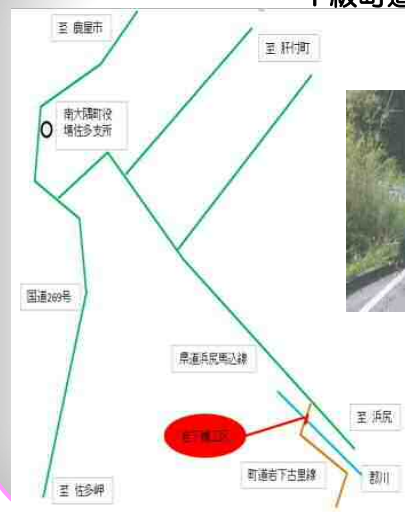 至 鹿屋市
至 肝付町
南大隅町役
場佐多支所
国道269号
県道浜尻馬込線
至 浜尻
町道岩下古里線
郡川
至 佐多岬